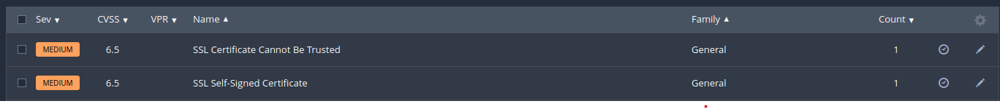 Sev CVSS VPR Name Family Count
MEDIUM 6.5 SSL Certificate Cannot Be Trusted General 1
MEDIUM 6.5 SSL Self-Signed Certificate General 1